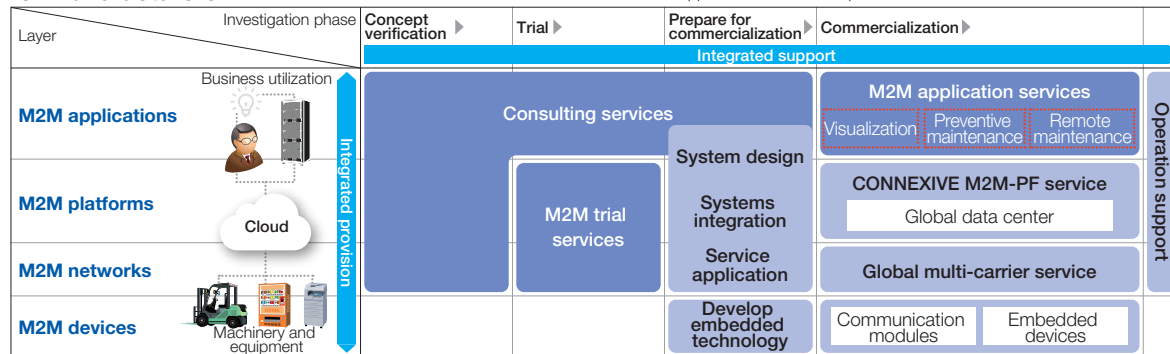 Investigation phase
Layer
Concept
verification
Trial
Prepare for
commercialization
Commercialization
Integrated support
Business utilization
M2M applications
M2M platforms
Cloud
M2M networks
M2M devices
Machinery and
equipment
Integrated provision
Consulting services
M2M trial
services
System design
Systems
integration
Service
application
Develop
embedded
technology
M2M application services
Visualization
Preventive
maintenance
Remote
maintenance
CONNEXIVE M2M-PF service
Global data center
Global multi-carrier service
Communication
modules
Embedded
devices
Operation support